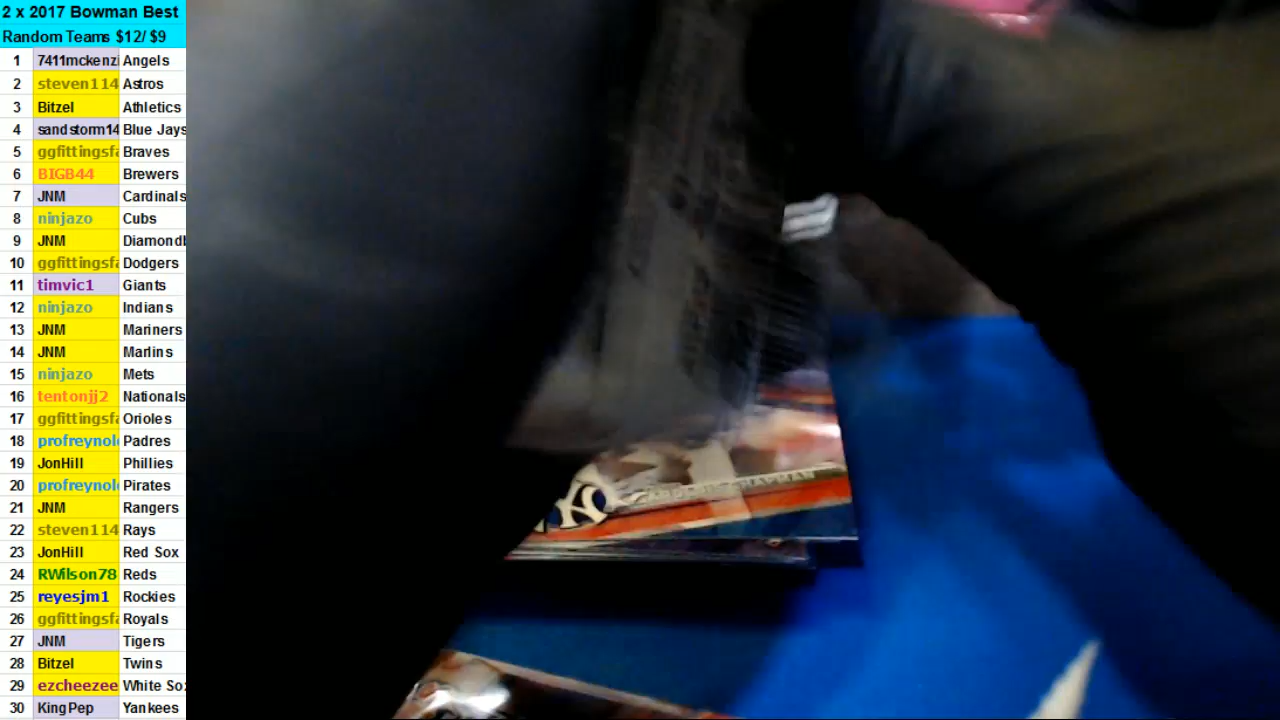 2 x 2017 Bowman Best
Random Teams $12/ $9
1 7411mckenzi Angels
2 steven114 Astros
3 Bitzel Athletics
4 sandstorm14 Blue Jays
5 ggfittingsfa Braves
6 BIGB44 Brewers
7 JNM Cardinals
8 ninjazo Cubs
9 JNM Diamondb
10 ggfittingsfa Dodgers
11 timvic1 Giants
12 ninjazo Indians
13 JNM Mariners
14 JNM Marlins
15 ninjazo Mets
16 tentonjj2 Nationals
17 ggfittingsfa Orioles
18 profreynol Padres
19 JonHill Phillies
20 profreynol Pirates
21 JNM Rangers
22 steven114 Rays
23 JonHill Red Sox
24 RWilson78 Reds
25 reyesjm1 Rockies
26 ggfittingsfa Royals
27 JNM Tigers
28 Bitzel Twins
29 ezcheezee White Sox
30 KingPep Yankees
CHAPMAN